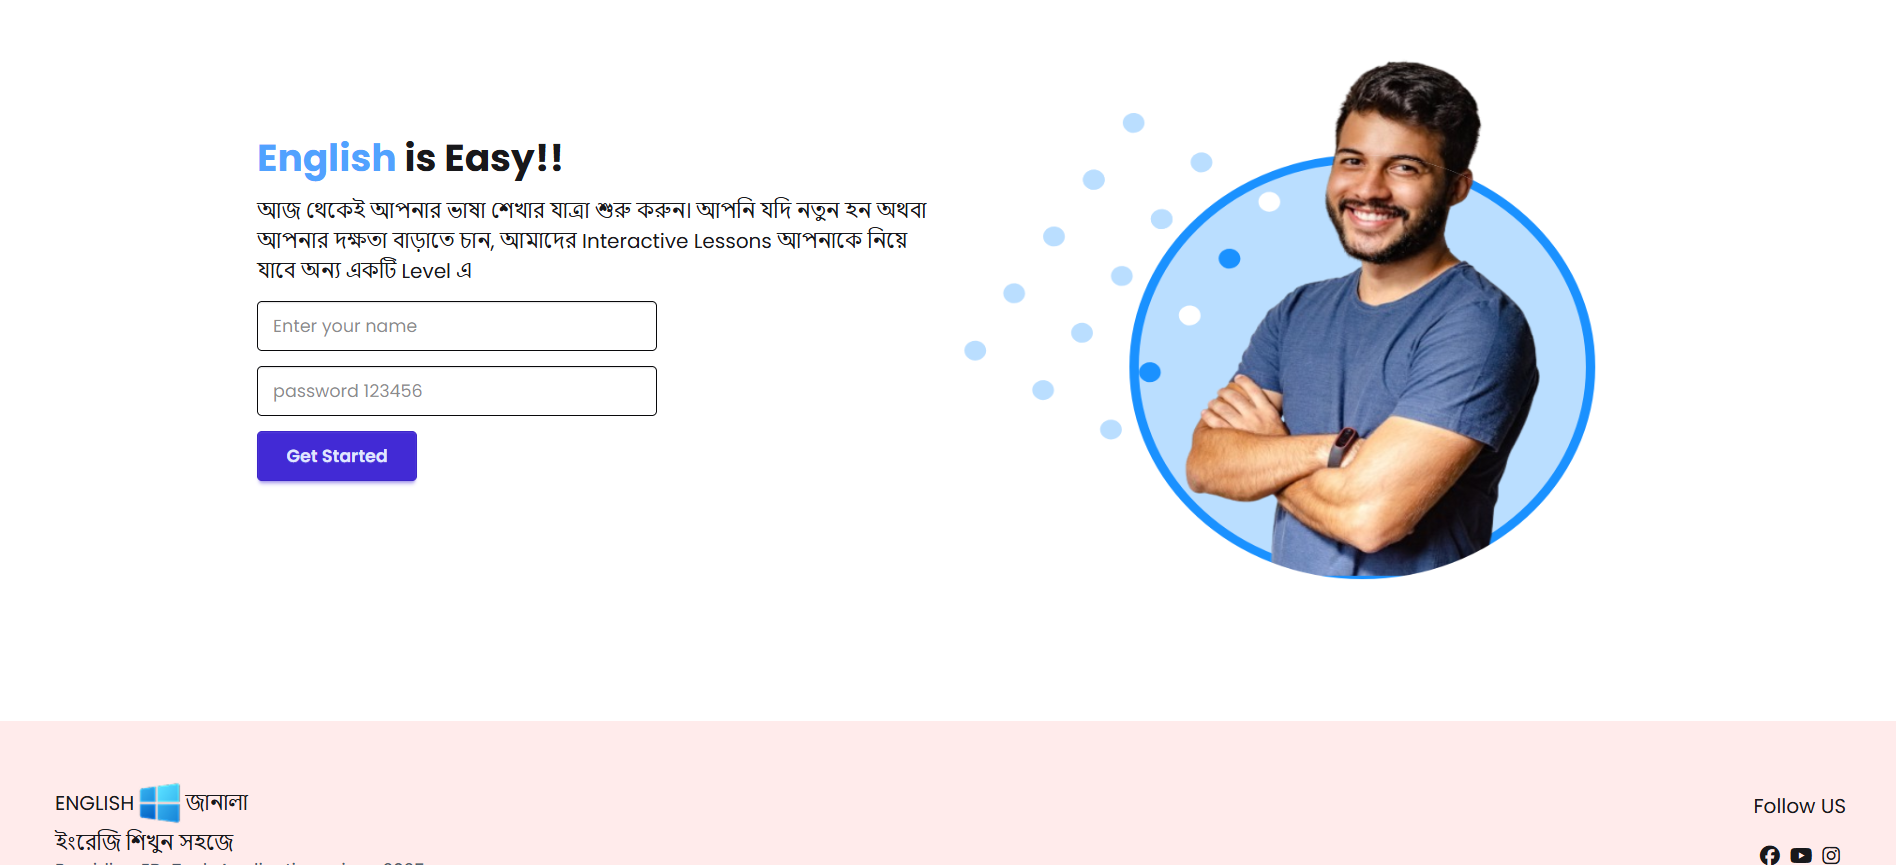 English is Easy!!
আজ থেকেই আপনার ভাষা শেখার যাত্রা শুরু করুন। আপনি যদি নতুন হন অথবা
আপনার দক্ষতা বাড়াতে চান, আমাদের Interactive Lessons আপনাকে নিয়ে
যাবে অন্য একটি Level এ
Enter your name
password 123456
Get Started
ENGLISH জানালা
ইংরেজি শিখুন সহজে
Follow US